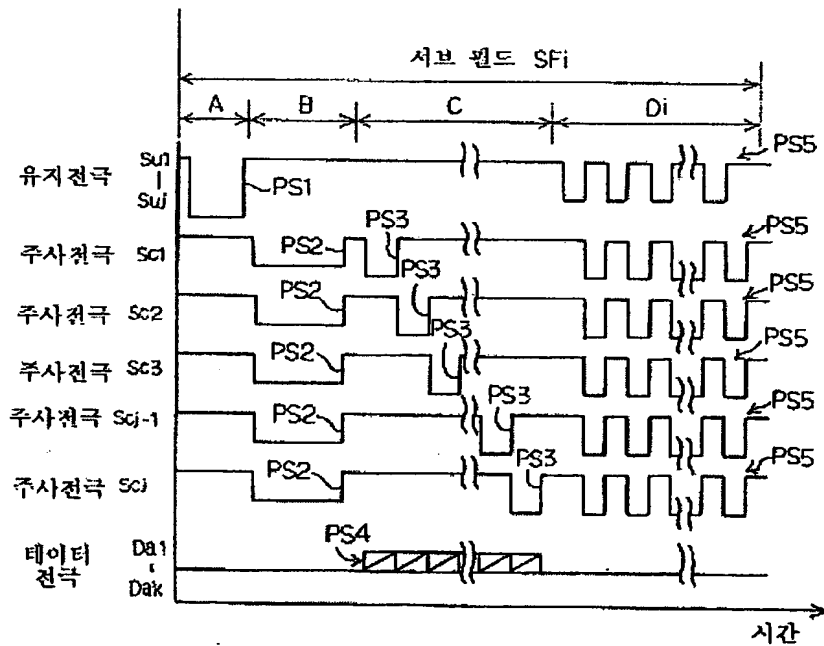 서브 필드 SFi
A B C Di
유지전극 Su1 Suj PS1 PS5
주사전극 Sc1 PS2 PS3 PS5
주사전극 Sc2 PS2 PS3 PS5
주사전극 Sc3 PS2 PS3 PS5
주사전극 Scj-1 PS2 PS3 PS5
주사전극 Scj PS2 PS3 PS5
테이터 전극 Da1 Dak PS4
시간